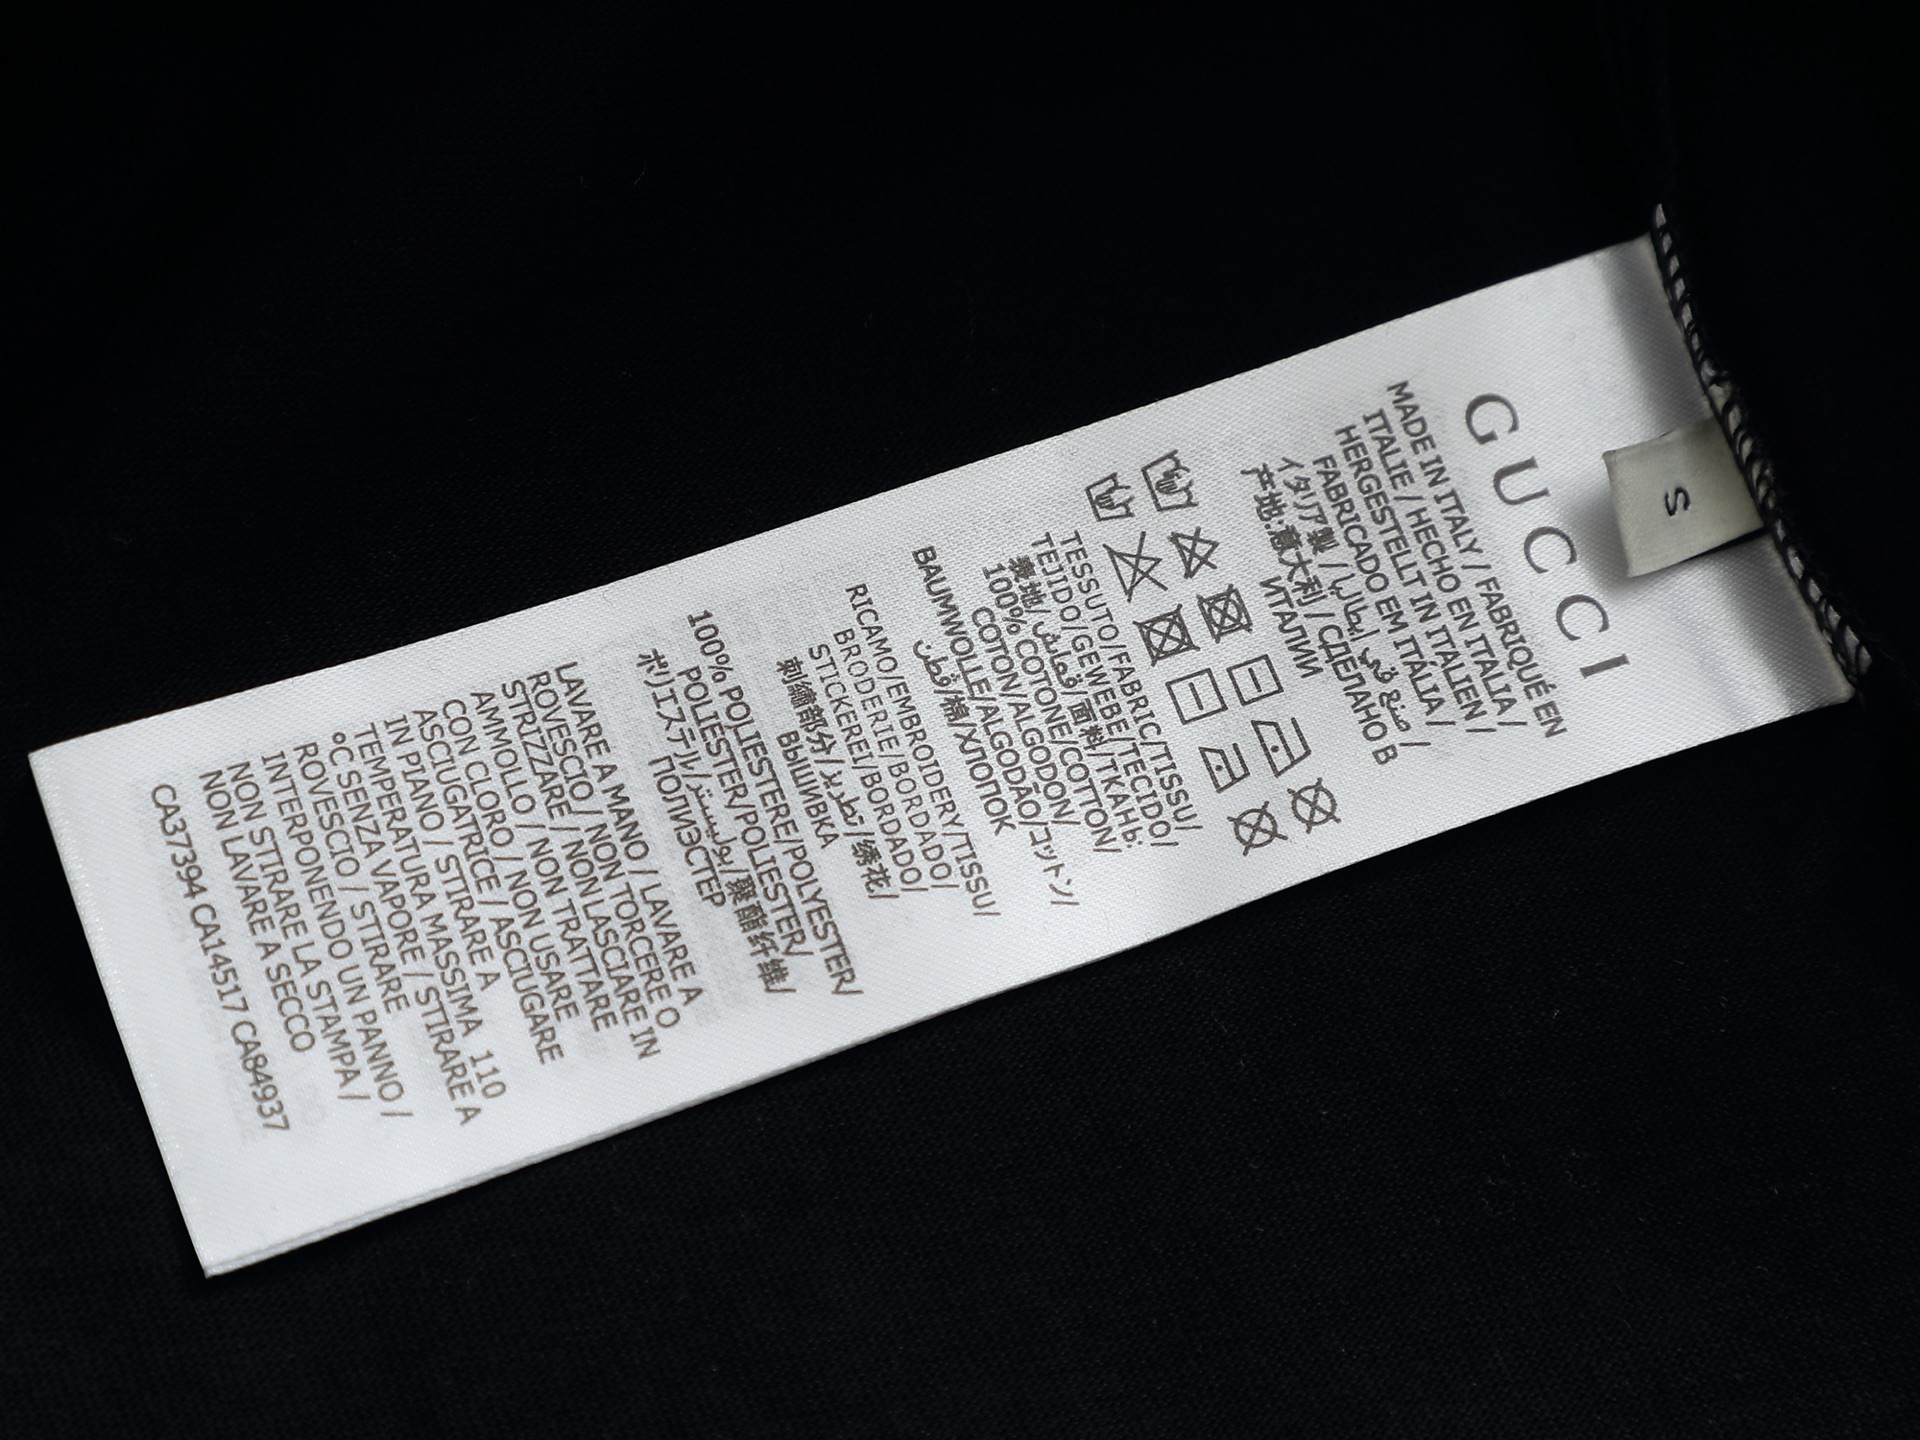 S
GUCCI
MADE IN ITALY / FABRIQUÉ EN
ITALIE / HECHO EN ITALIA /
HERGESTELLT IN ITALIEN /
FABRICADO EM ITÁLIA /
イタリア製 / صنع في إيطاليا /
产地:意大利 / СДЕЛАНО В
ИТАЛИИ
TESSUTO/FABRIC/TISSU/
TEJIDO/GEWEBE/TECIDO/
表地/قماش/面料/ТКАНЬ:
100% COTONE/COTTON/
COTON/ALGODON/
BAUMWOLLE/ALGODÃO/コットン/
قطن/棉/ХЛОПОК
RICAMO/EMBROIDERY/TISSU/
BRODERIE/BORDADO/
STICKEREI/BORDADO/
刺繍部分/تطريز/绣花/
ВЫШИВКА
100% POLIESTERE/POLYESTER/
POLIESTER/POLIESTER/
ポリエステル/بوليستر/聚酯纤维/
ПОЛИЭСТЕР
LAVARE A MANO / LAVARE A
ROVESCIO / NON TORCERE O
STRIZZARE / NON LASCIARE IN
AMMOLLO / NON TRATTARE
CON CLORO / NON USARE
ASCIUGATRICE / ASCIUGARE
IN PIANO / STIRARE A
TEMPERATURA MASSIMA 110
°C SENZA VAPORE / STIRARE A
ROVESCIO / STIRARE
INTERPONENDO UN PANNO /
NON STIRARE LA STAMPA /
NON LAVARE A SECCO
CA37394 CA14517 CA84937